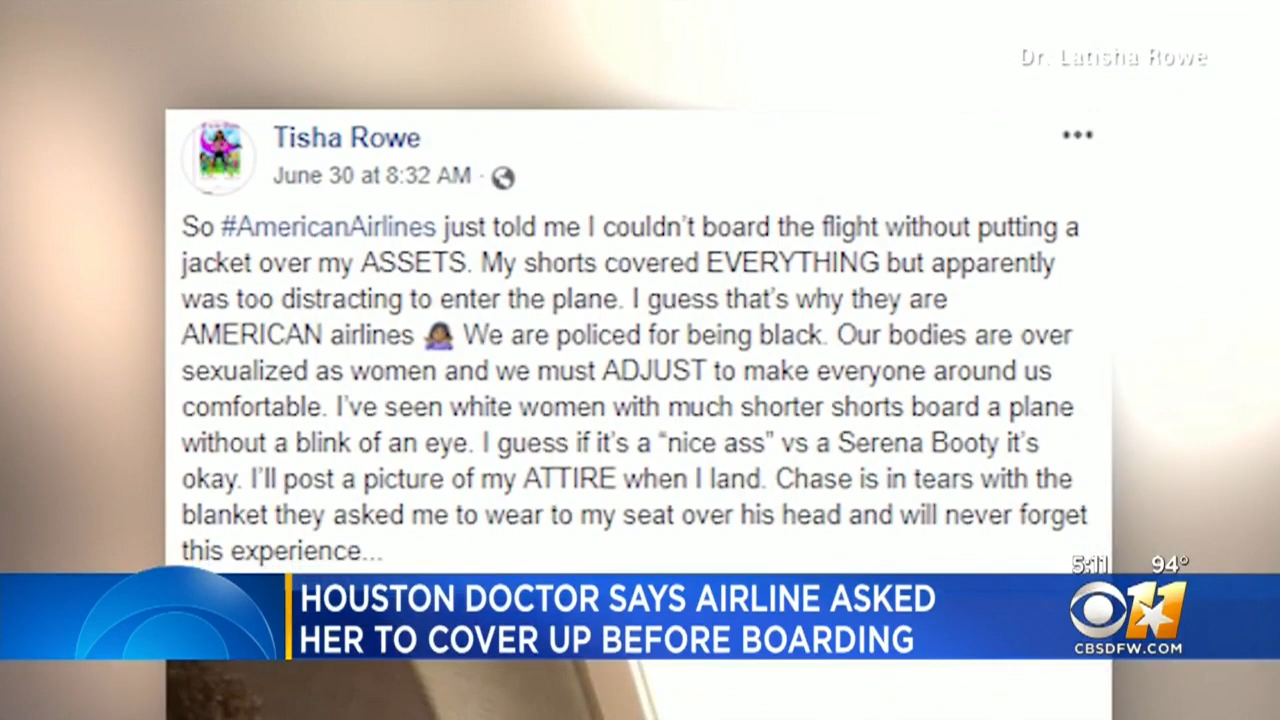 Dr. Latisha Rowe
Tisha Rowe
June 30 at 8:32 AM ·
So #AmericanAirlines just told me I couldn't board the flight without putting a
jacket over my ASSETS. My shorts covered EVERYTHING but apparently
was too distracting to enter the plane. I guess that's why they are
AMERICAN airlines 🙇🏾‍♀️ We are policed for being black. Our bodies are over
sexualized as women and we must ADJUST to make everyone around us
comfortable. I've seen white women with much shorter shorts board a plane
without a blink of an eye. I guess if it's a “nice ass” vs a Serena Booty it's
okay. I'll post a picture of my ATTIRE when I land. Chase is in tears with the
blanket they asked me to wear to my seat over his head and will never forget
this experience...
5:11 94°
HOUSTON DOCTOR SAYS AIRLINE ASKED
HER TO COVER UP BEFORE BOARDING
11
CBSDFW.COM